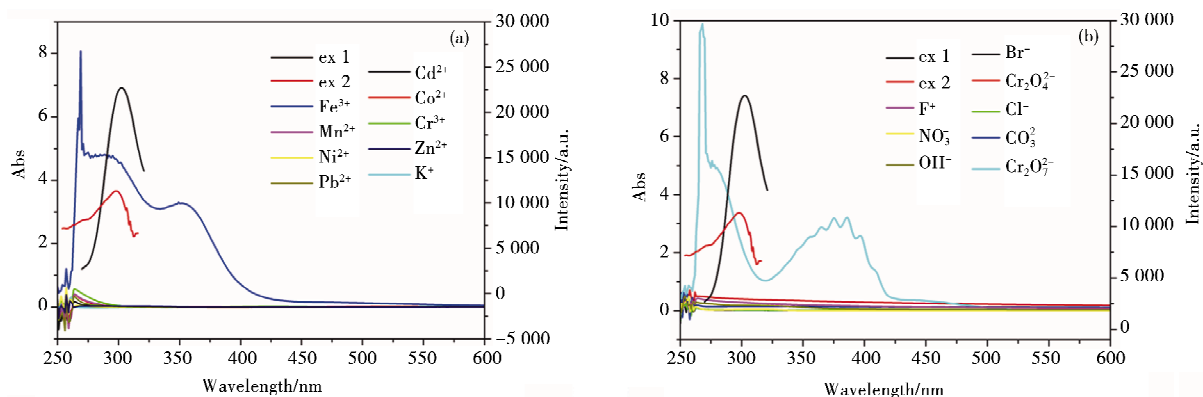 (a)
ex 1
ex 2
Fe³⁺
Mn²⁺
Ni²⁺
Pb²⁺
Cd²⁺
Co²⁺
Cr³⁺
Zn²⁺
K⁺
8
6
4
2
0
Abs
30 000
25 000
20 000
15 000
10 000
5 000
0
−5 000
Intensity/a.u.
250 300 350 400 450 500 550 600
Wavelength/nm
(b)
ex 1
ex 2
F⁺
NO₃⁻
OH⁻
Br⁻
Cr₂O₄²⁻
Cl⁻
CO₃²
Cr₂O₇²⁻
10
8
6
4
2
0
Abs
30 000
25 000
20 000
15 000
10 000
5 000
0
Intensity/a.u.
250 300 350 400 450 500 550 600
Wavelength/nm